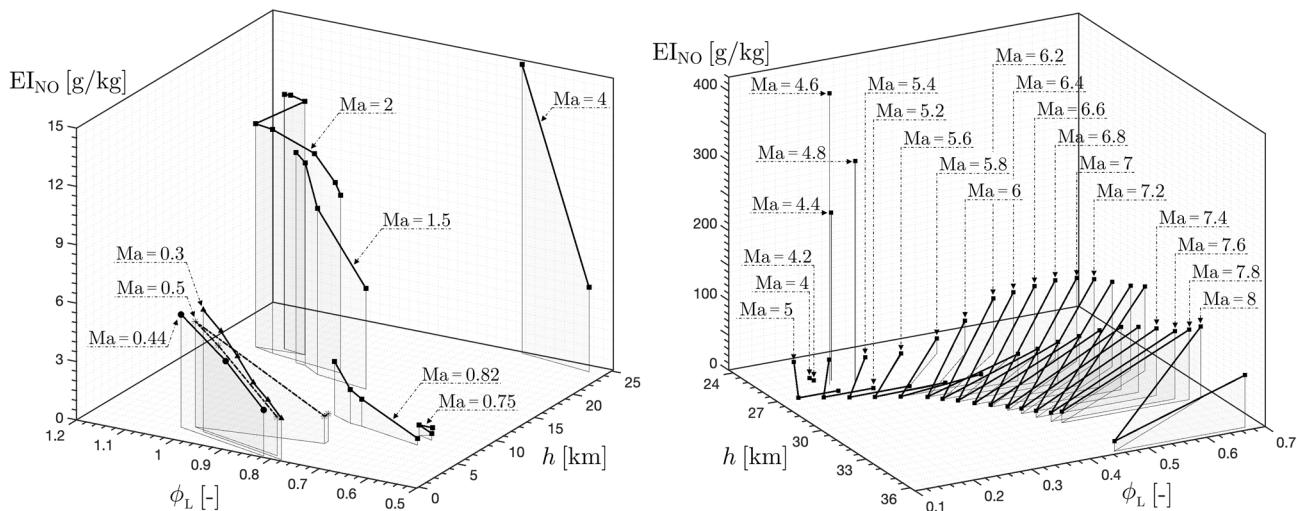 EI_NO [g/kg]
15
12
9
6
3
0
1.2
1.1
1
0.9
0.8
0.7
0.6
0.5
ϕ_L [-]
0
5
10
15
20
25
h [km]
Ma = 2
Ma = 4
Ma = 1.5
Ma = 0.3
Ma = 0.5
Ma = 0.44
Ma = 0.82
Ma = 0.75
EI_NO [g/kg]
400
300
200
100
0
24
27
30
33
36
h [km]
0.1
0.2
0.3
0.4
0.5
0.6
0.7
ϕ_L [-]
Ma = 4.6
Ma = 4.8
Ma = 4.4
Ma = 4.2
Ma = 4
Ma = 5
Ma = 5.4
Ma = 5.2
Ma = 5.6
Ma = 5.8
Ma = 6
Ma = 6.2
Ma = 6.4
Ma = 6.6
Ma = 6.8
Ma = 7
Ma = 7.2
Ma = 7.4
Ma = 7.6
Ma = 7.8
Ma = 8